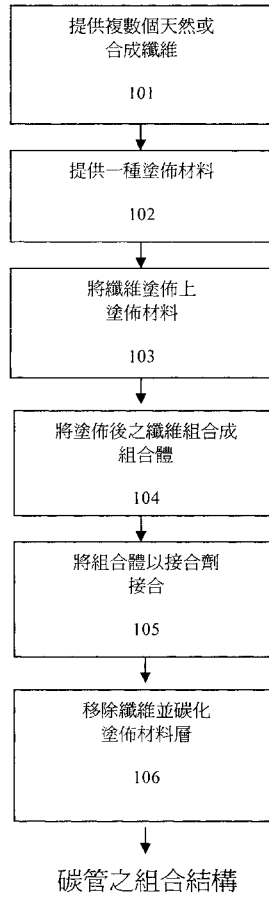 提供複數個天然或
合成纖維
101
提供一種塗佈材料
102
將纖維塗佈上
塗佈材料
103
將塗佈後之纖維組合成
組合體
104
將組合體以接合劑
接合
105
移除纖維並碳化
塗佈材料層
106
碳管之組合結構